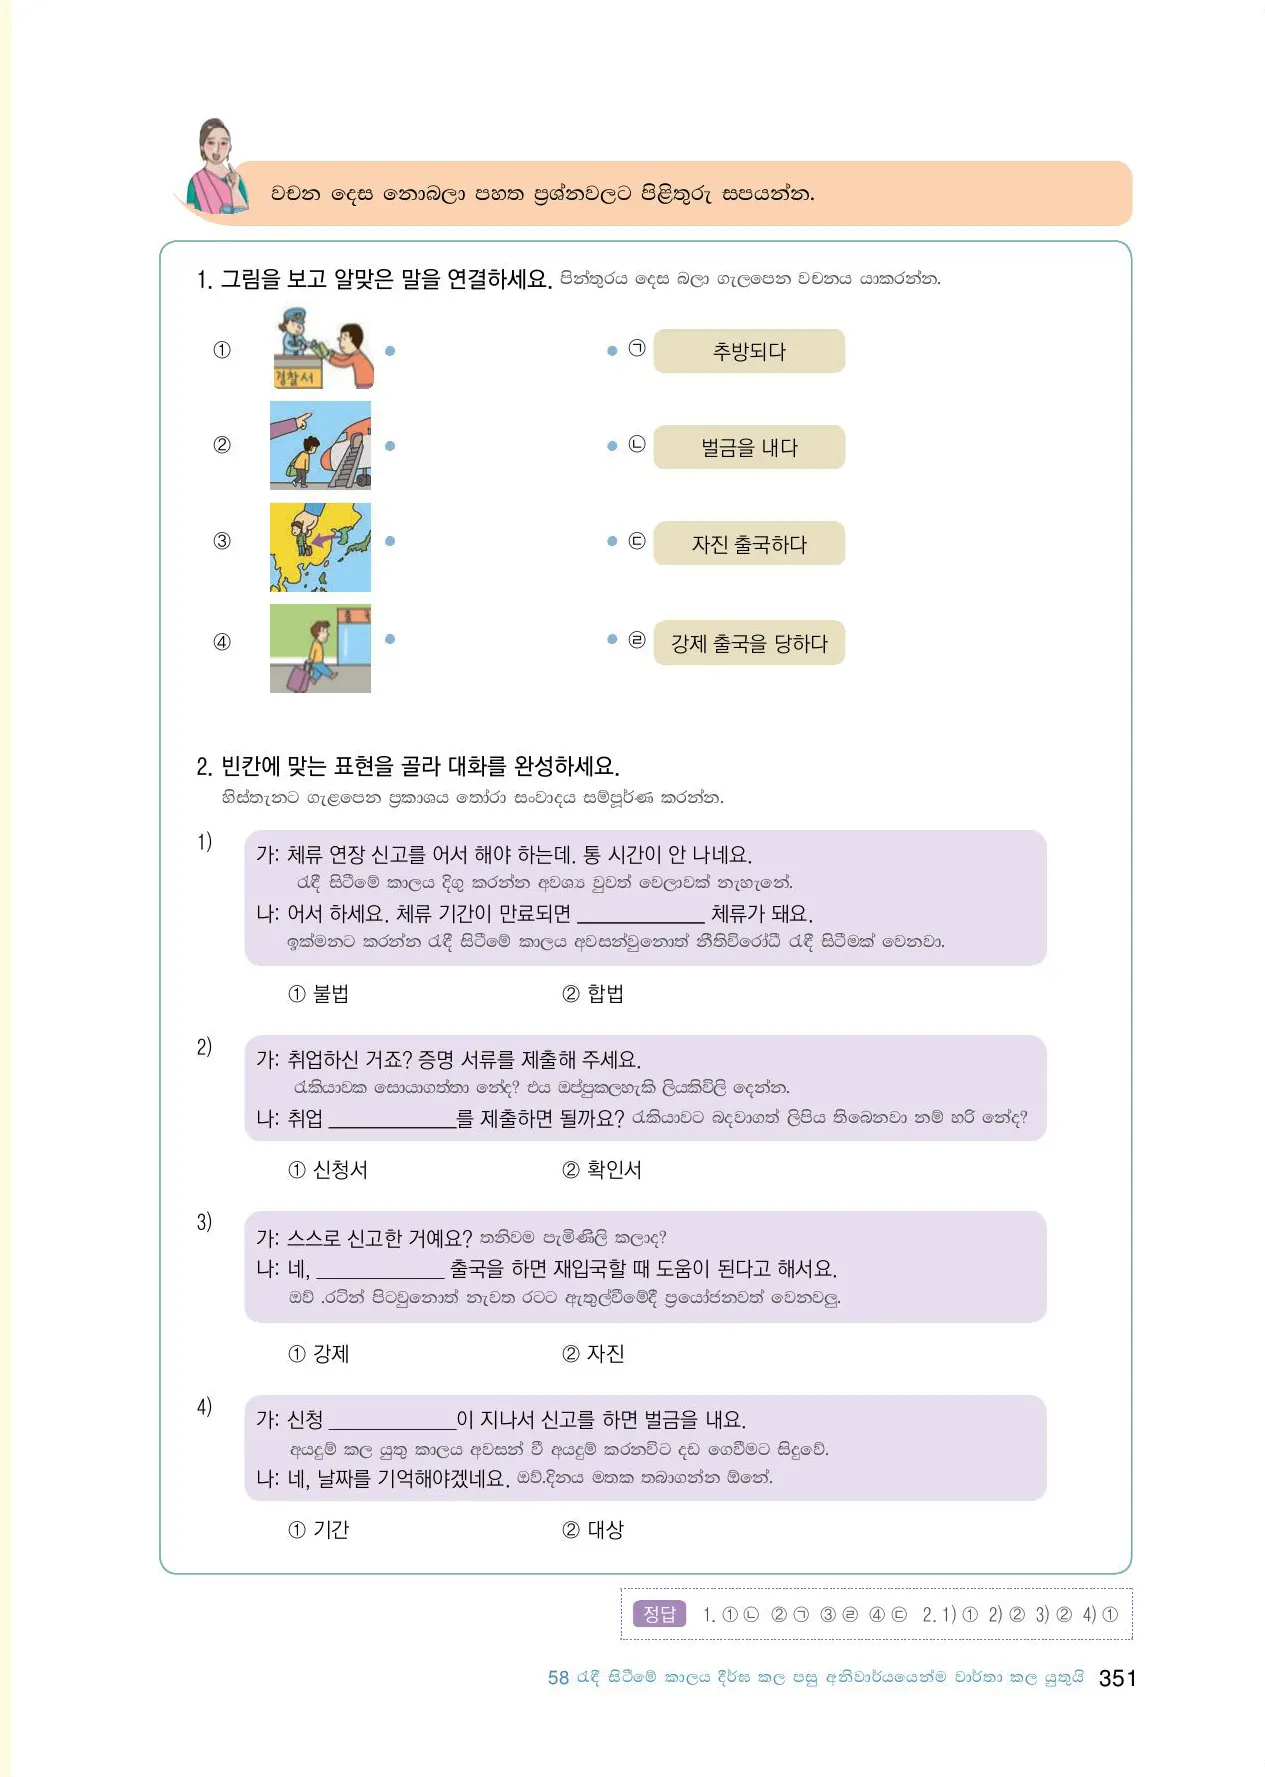 වචන දෙස නොබලා පහත ප්‍රශ්නවලට පිළිතුරු සපයන්න.
1. 그림을 보고 알맞은 말을 연결하세요. පින්තූරය දෙස බලා ගැලපෙන වචනය යාකරන්න.
① 경찰서 ㉠ 추방되다
② ㉡ 벌금을 내다
③ ㉢ 자진 출국하다
④ ㉣ 강제 출국을 당하다
2. 빈칸에 맞는 표현을 골라 대화를 완성하세요.
හිස්තැනට ගැළපෙන ප්‍රකාශය තෝරා සංවාදය සම්පූර්ණ කරන්න.
1)
가: 체류 연장 신고를 어서 해야 하는데. 통 시간이 안 나네요.
රැඳී සිටීමේ කාලය දිගු කරන්න අවශ්‍ය වුවත් වෙලාවක් නැහැනේ.
나: 어서 하세요. 체류 기간이 만료되면 ____________ 체류가 돼요.
ඉක්මනට කරන්න රැඳී සිටීමේ කාලය අවසන්වුනොත් නීතිවිරෝධී රැඳී සිටීමක් වෙනවා.
① 불법 ② 합법
2)
가: 취업하신 거죠? 증명 서류를 제출해 주세요.
රැකියාවක සොයාගත්තා නේද? එය ඔප්පුකලහැකි ලියකිවිලි දෙන්න.
나: 취업 ____________를 제출하면 될까요? රැකියාවට බදවාගත් ලිපිය තිබෙනවා නම් හරි නේද?
① 신청서 ② 확인서
3)
가: 스스로 신고한 거예요? තනිවම පැමිණිලි කලාද?
나: 네, ____________ 출국을 하면 재입국할 때 도움이 된다고 해서요.
ඔව් .රටින් පිටවුනොත් නැවත රටට ඇතුල්වීමේදී ප්‍රයෝජනවත් වෙනවලු.
① 강제 ② 자진
4)
가: 신청 ____________이 지나서 신고를 하면 벌금을 내요.
අයදුම් කල යුතු කාලය අවසන් වී අයදුම් කරනවිට දඩ ගෙවීමට සිදුවේ.
나: 네, 날짜를 기억해야겠네요. ඔව්.දිනය මතක තබාගන්න ඕනේ.
① 기간 ② 대상
정답 1. ① ㉡ ② ㉠ ③ ㉣ ④ ㉢ 2. 1) ① 2) ② 3) ② 4) ①
58 රැඳී සිටීමේ කාලය දීර්ඝ කල පසු අනිවාර්යයෙන්ම වාර්තා කල යුතුයි 351